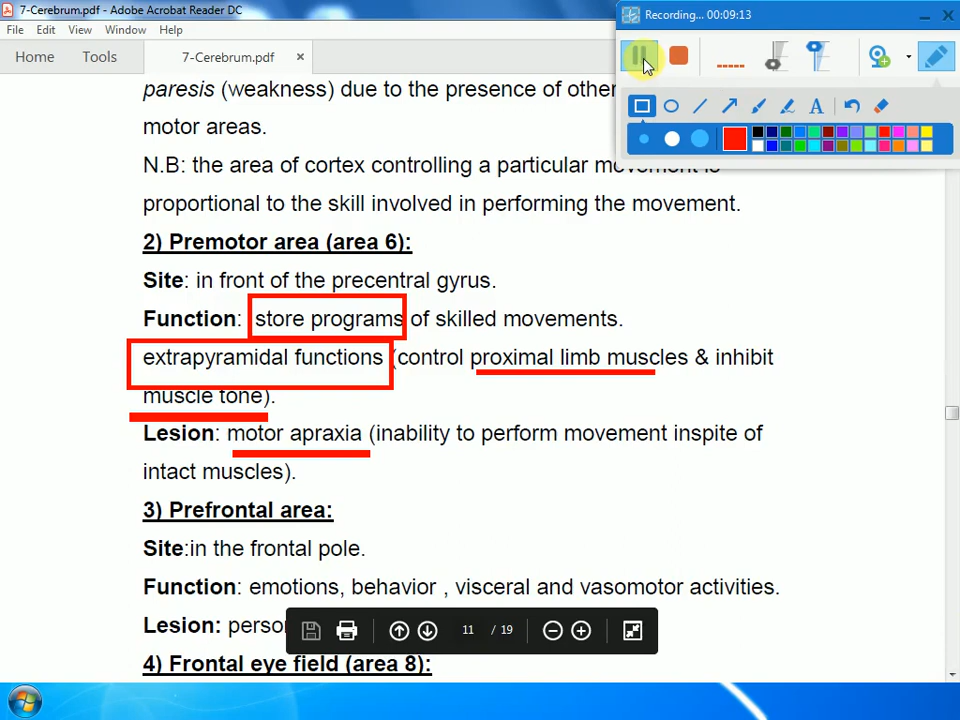 7-Cerebrum.pdf - Adobe Acrobat Reader DC
File Edit View Window Help
Home Tools 7-Cerebrum.pdf ×
Recording... 00:09:13
A
paresis (weakness) due to the presence of other
motor areas.
N.B: the area of cortex controlling a particular movement is
proportional to the skill involved in performing the movement.
2) Premotor area (area 6):
Site: in front of the precentral gyrus.
Function: store programs of skilled movements.
extrapyramidal functions (control proximal limb muscles & inhibit
muscle tone).
Lesion: motor apraxia (inability to perform movement inspite of
intact muscles).
3) Prefrontal area:
Site:in the frontal pole.
Function: emotions, behavior , visceral and vasomotor activities.
Lesion:
11 / 19
4) Frontal eye field (area 8):